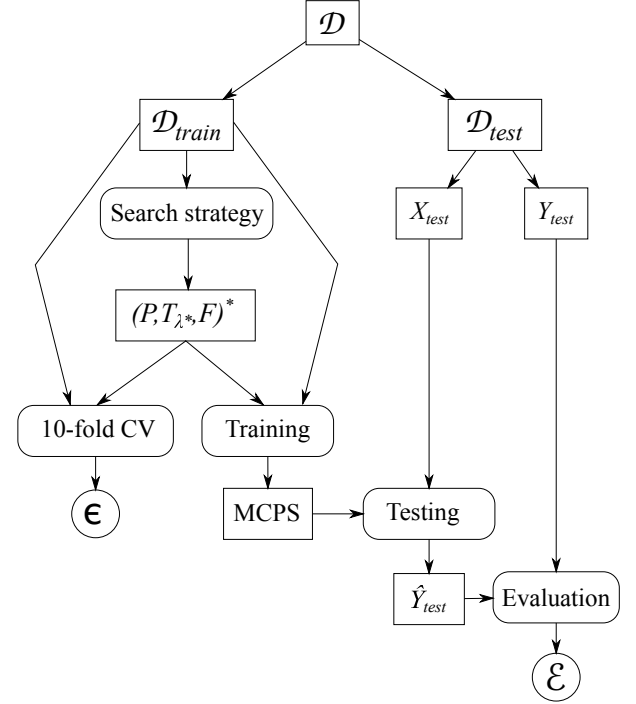 𝒟
𝒟train
𝒟test
Search strategy
Xtest
Ytest
(P,Tλ*,F)*
10-fold CV
Training
ϵ
MCPS
Testing
Ŷtest
Evaluation
ℰ